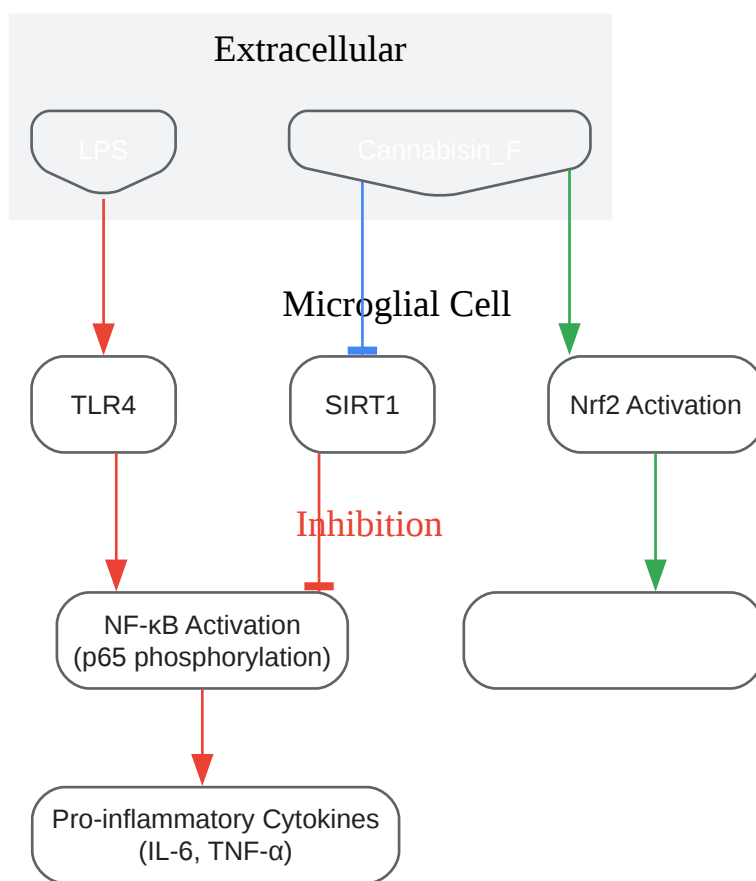 Extracellular
LPS
Cannabisin_F
Microglial Cell
TLR4
SIRT1
Nrf2 Activation
Inhibition
NF-κB Activation
(p65 phosphorylation)
Pro-inflammatory Cytokines
(IL-6, TNF-α)